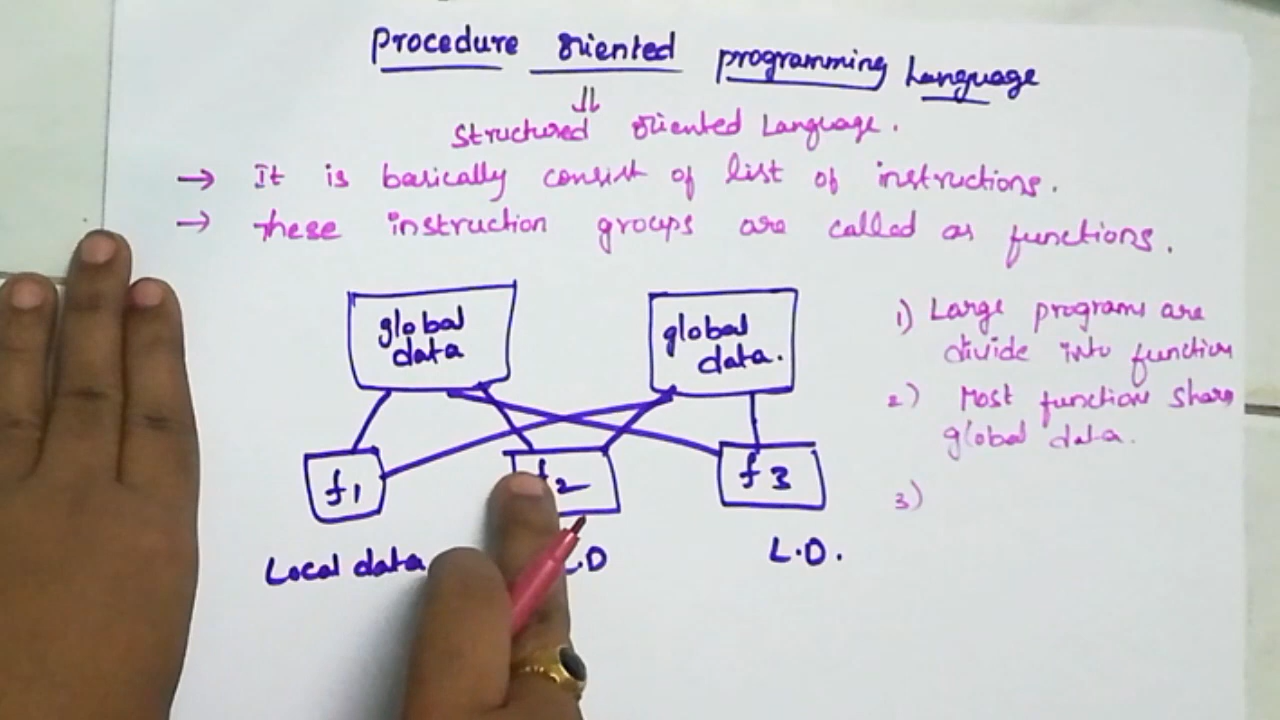 Procedure oriented programming Language
Structured oriented Language.
→ It is basically consist of list of instructions.
→ These instruction groups are called as functions.
global data
global data.
f1
f2
f3
Local data
L.D
L.D.
1) Large programs are
divide into function
2) Most function share
global data.
3)